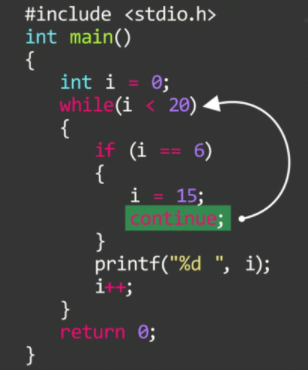 #include <stdio.h>
int main()
{
    int i = 0;
    while(i < 20)
    {
        if (i == 6)
        {
            i = 15;
            continue;
        }
        printf("%d ", i);
        i++;
    }
    return 0;
}